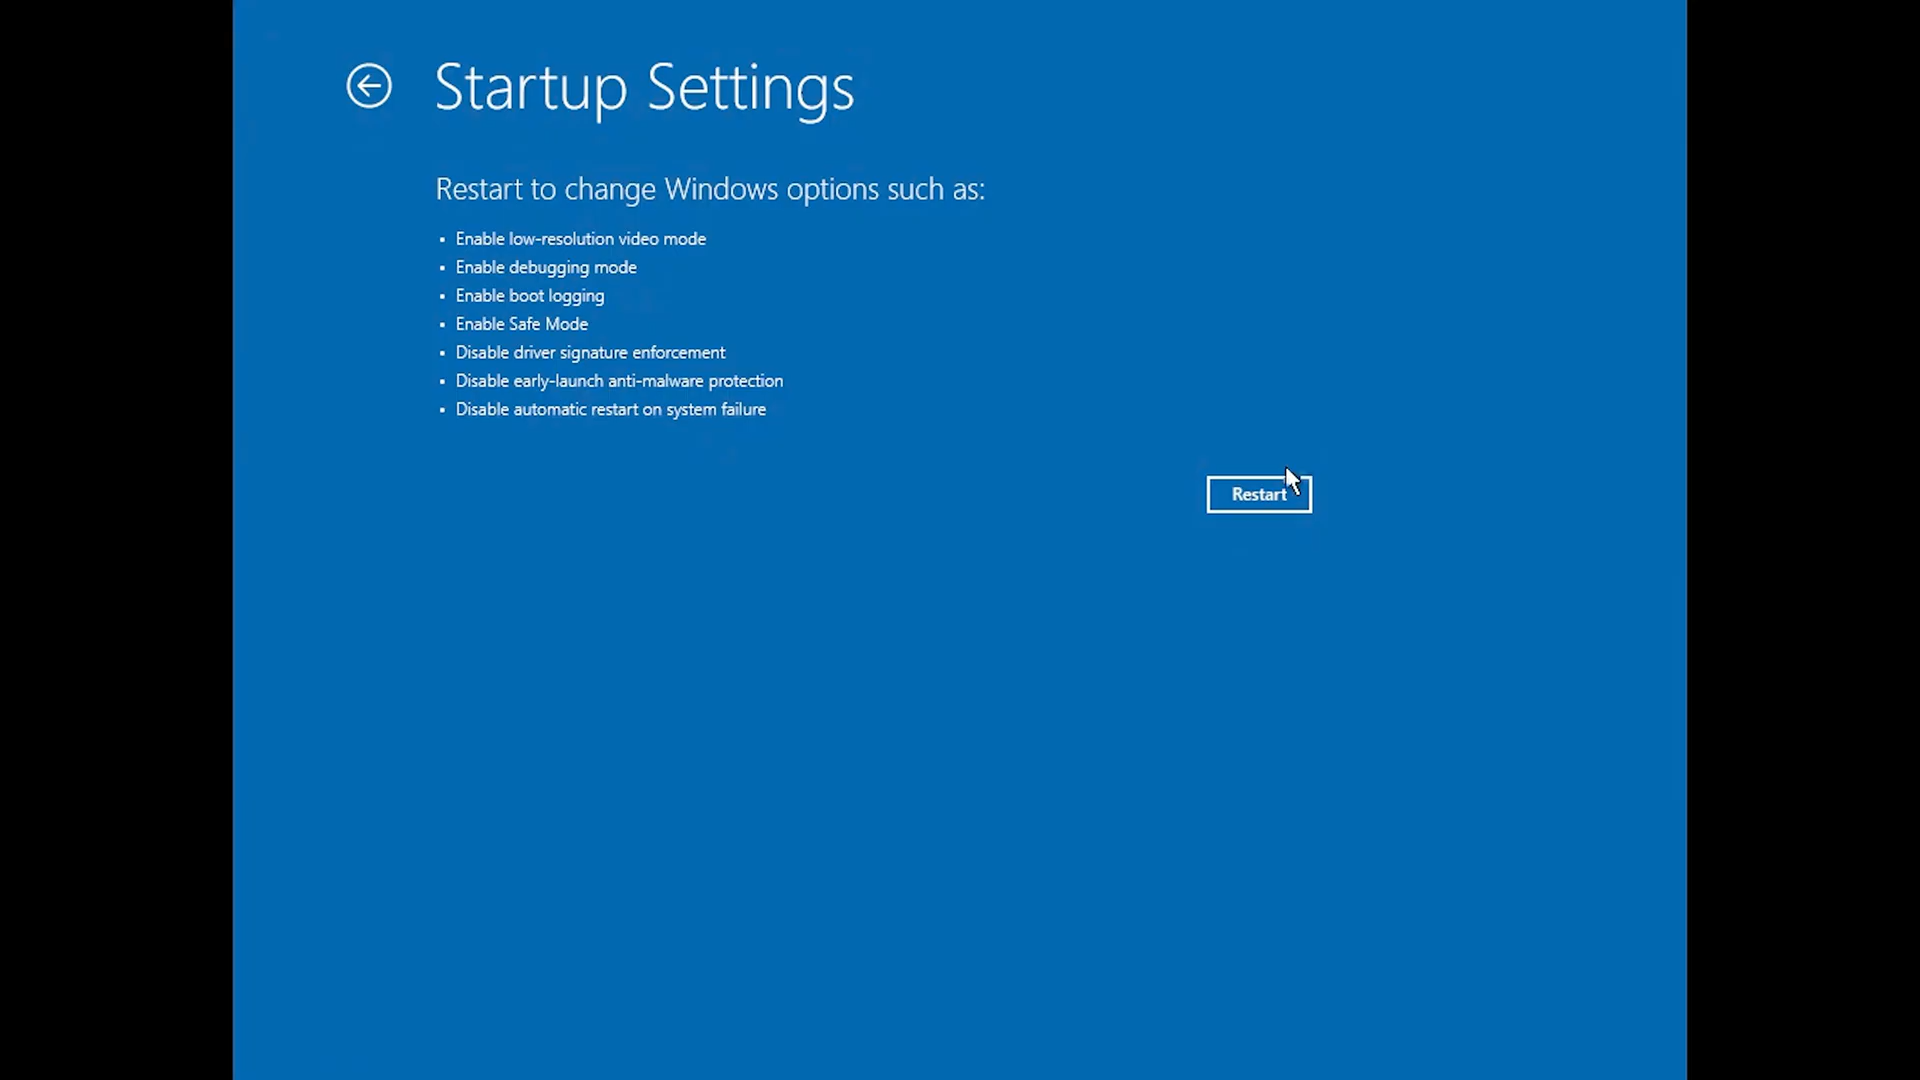 Startup Settings
Restart to change Windows options such as:
Enable low-resolution video mode
Enable debugging mode
Enable boot logging
Enable Safe Mode
Disable driver signature enforcement
Disable early-launch anti-malware protection
Disable automatic restart on system failure
Restart